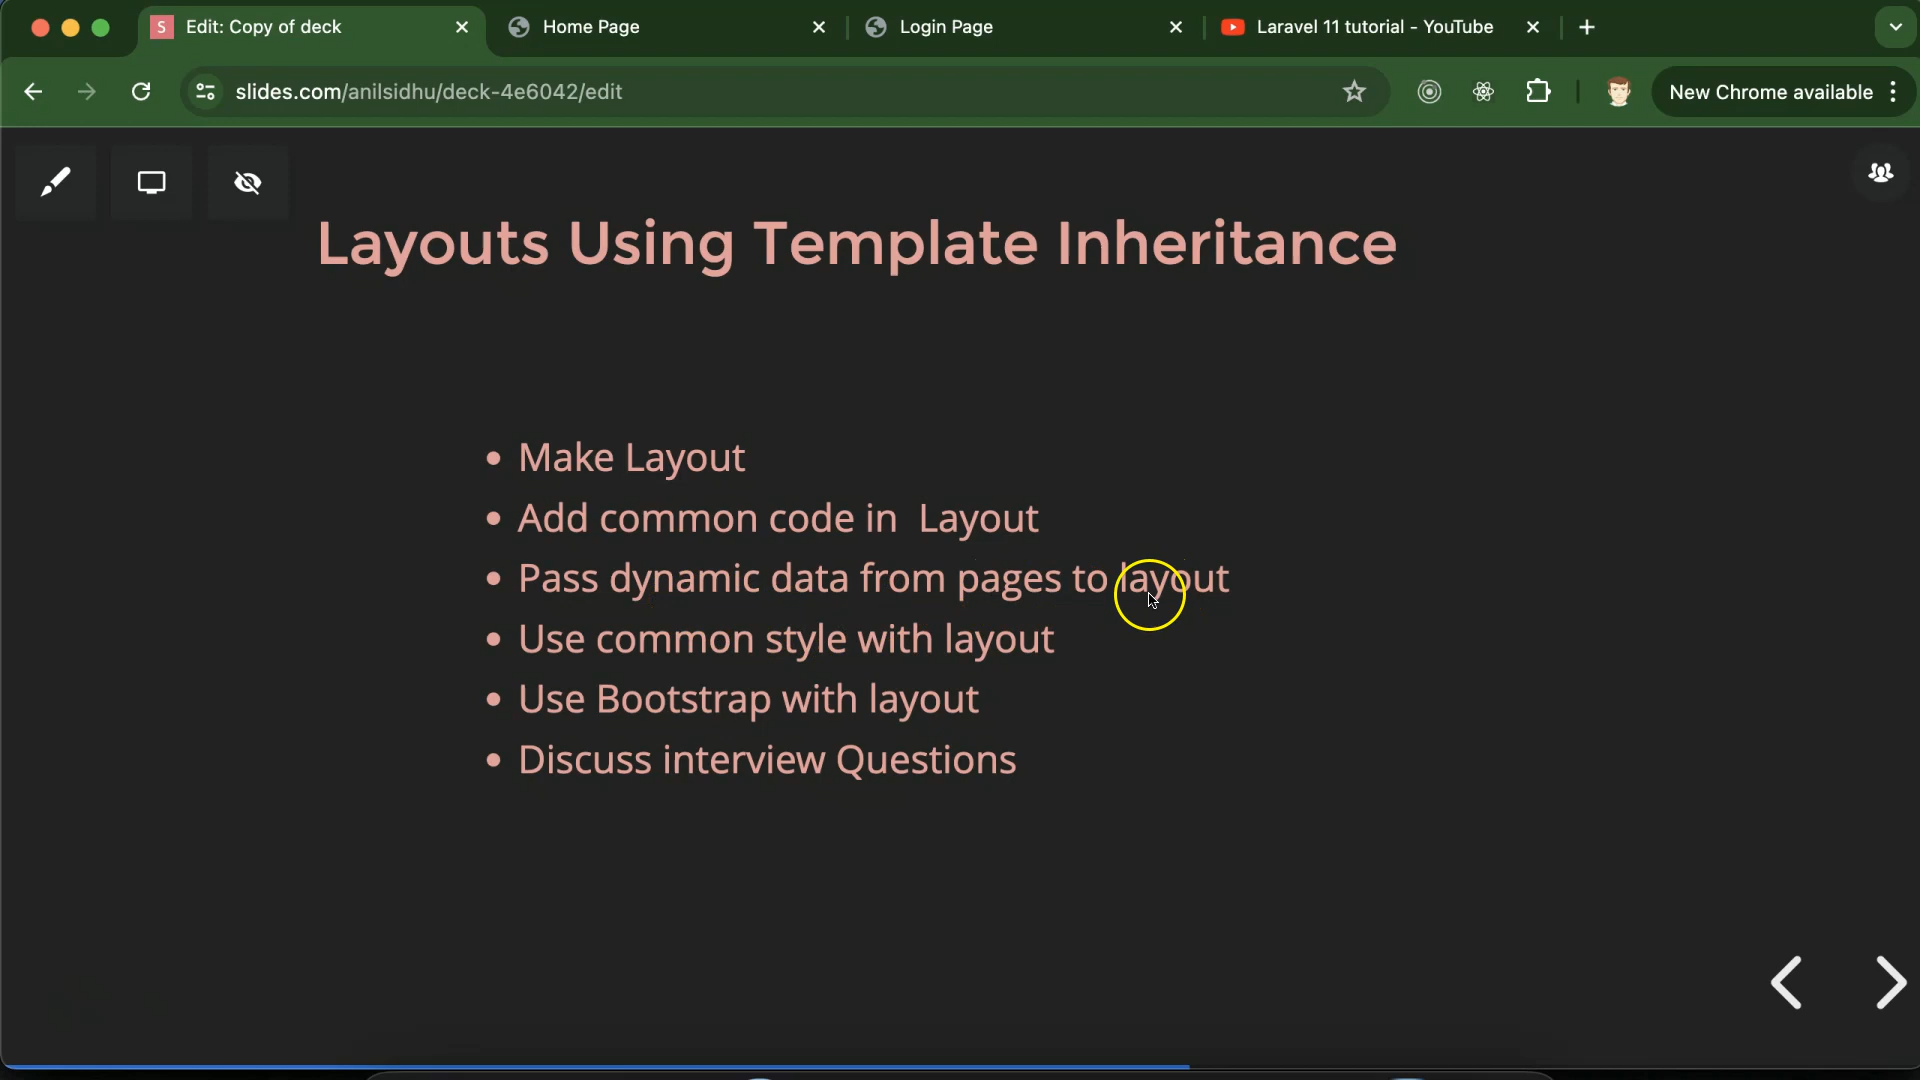 Edit: Copy of deck
Home Page
Login Page
Laravel 11 tutorial - YouTube
slides.com/anilsidhu/deck-4e6042/edit
New Chrome available
Layouts Using Template Inheritance
• Make Layout
• Add common code in  Layout
• Pass dynamic data from pages to layout
• Use common style with layout
• Use Bootstrap with layout
• Discuss interview Questions